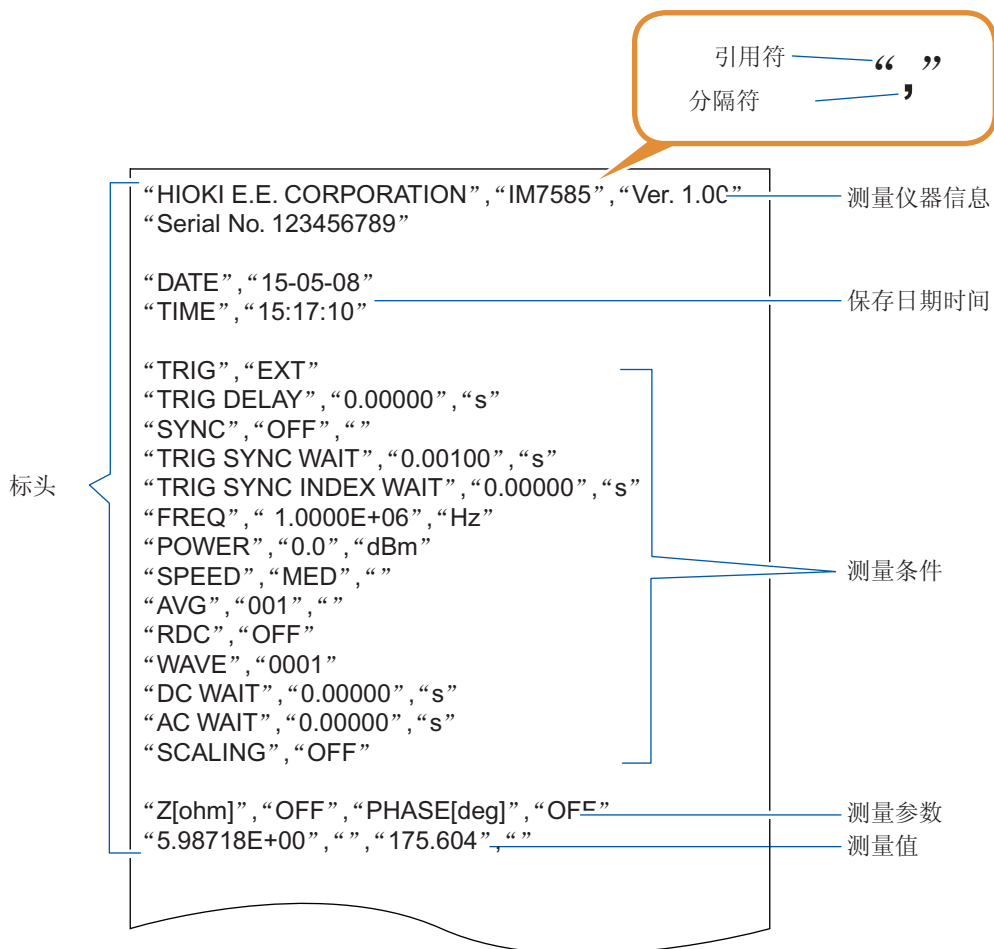 引用符 “ ”
分隔符 ,
“HIOKI E.E. CORPORATION”,“IM7585”,“Ver. 1.00”
测量仪器信息
“Serial No. 123456789”
“DATE”,“15-05-08”
“TIME”,“15:17:10”
保存日期时间
“TRIG”,“EXT”
“TRIG DELAY”,“0.00000”,“s”
“SYNC”,“OFF”,“”
“TRIG SYNC WAIT”,“0.00100”,“s”
“TRIG SYNC INDEX WAIT”,“0.00000”,“s”
标头
“FREQ”,“ 1.0000E+06”,“Hz”
“POWER”,“0.0”,“dBm”
“SPEED”,“MED”,“”
测量条件
“AVG”,“001”,“”
“RDC”,“OFF”
“WAVE”,“0001”
“DC WAIT”,“0.00000”,“s”
“AC WAIT”,“0.00000”,“s”
“SCALING”,“OFF”
“Z[ohm]”,“OFF”,“PHASE[deg]”,“OFF”
测量参数
“5.98718E+00”,“ ”,“175.604”,“”
测量值